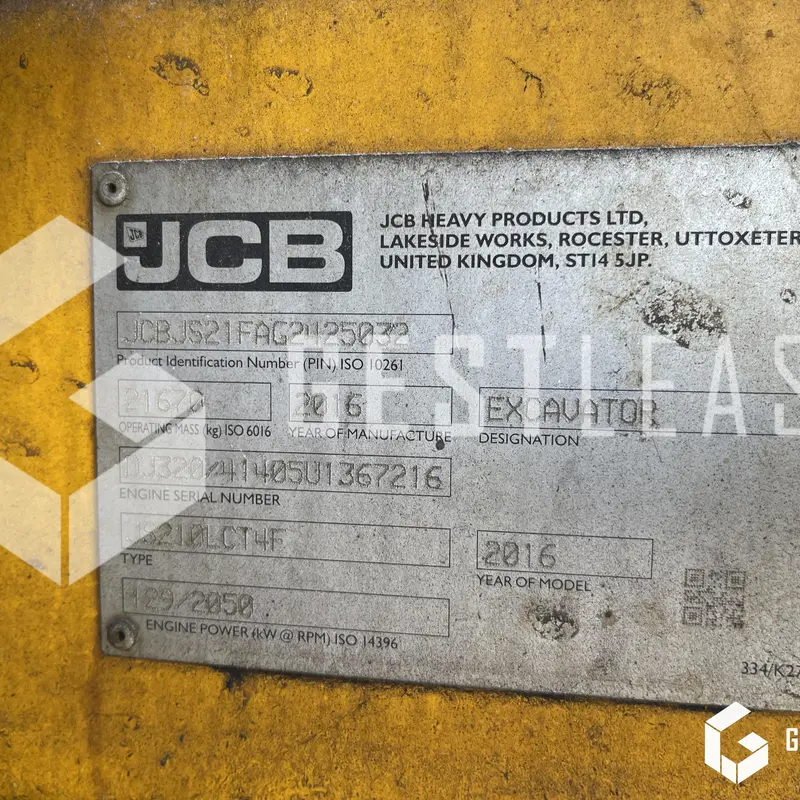 JCB
JCB HEAVY PRODUCTS LTD,
LAKESIDE WORKS, ROCESTER, UTTOXETER
UNITED KINGDOM, ST14 5JP.
JCBJS21FAG2425032
Product Identification Number (PIN) ISO 10261
21670
2016
EXCAVATOR
OPERATING MASS (kg) ISO 6016
YEAR OF MANUFACTURE
DESIGNATION
DJ320/41405U1367216
ENGINE SERIAL NUMBER
JS210LCT4F
2016
TYPE
YEAR OF MODEL
129/2050
ENGINE POWER (kW @ RPM) ISO 14396
GESTLEAS
G